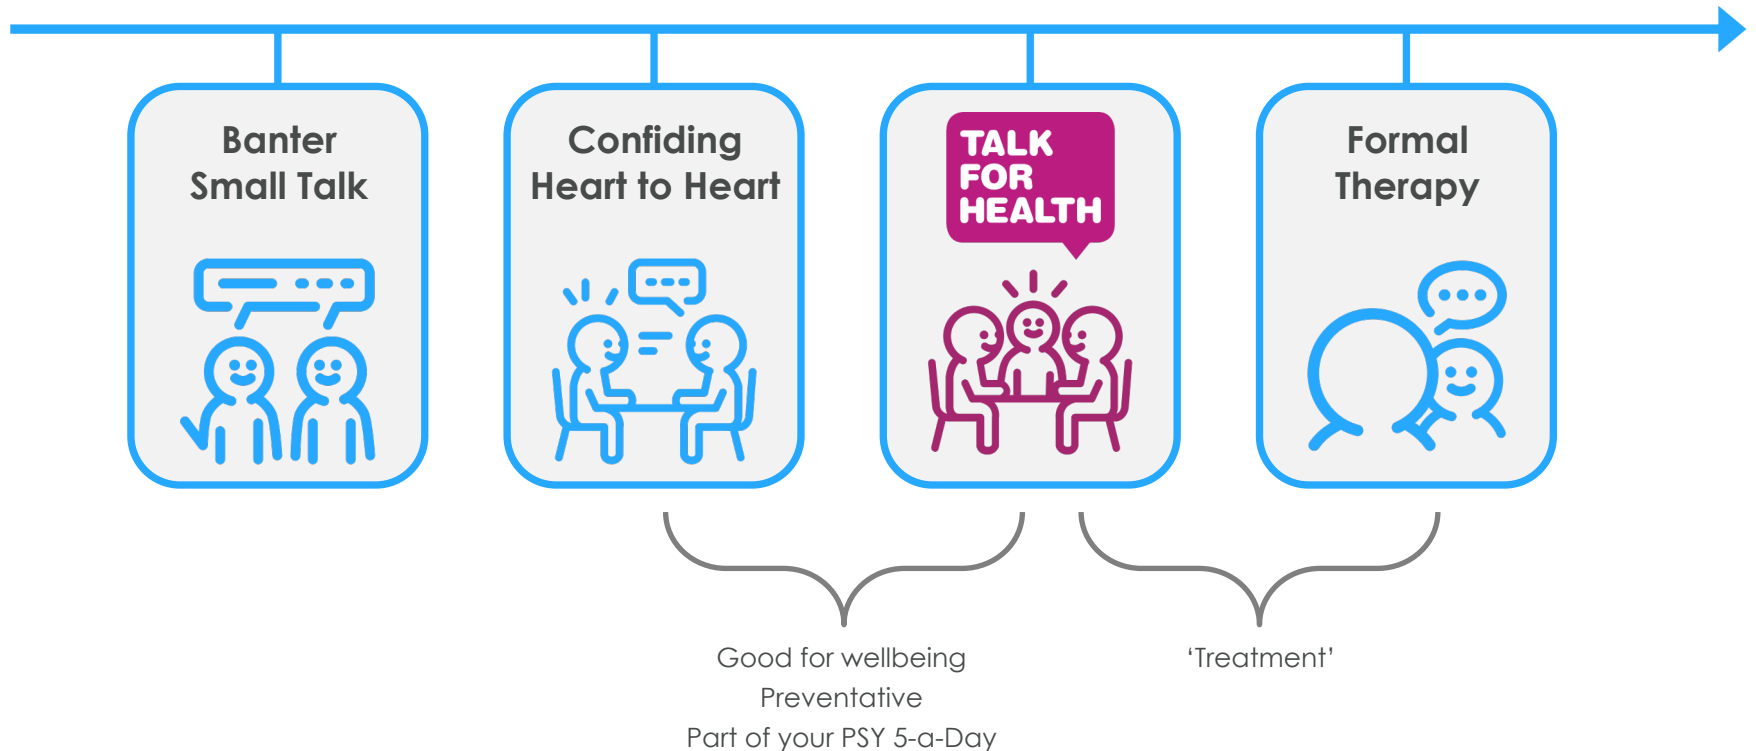 Banter
Small Talk
Confiding
Heart to Heart
TALK
FOR
HEALTH
Formal
Therapy
Good for wellbeing
Preventative
Part of your PSY 5-a-Day
‘Treatment’